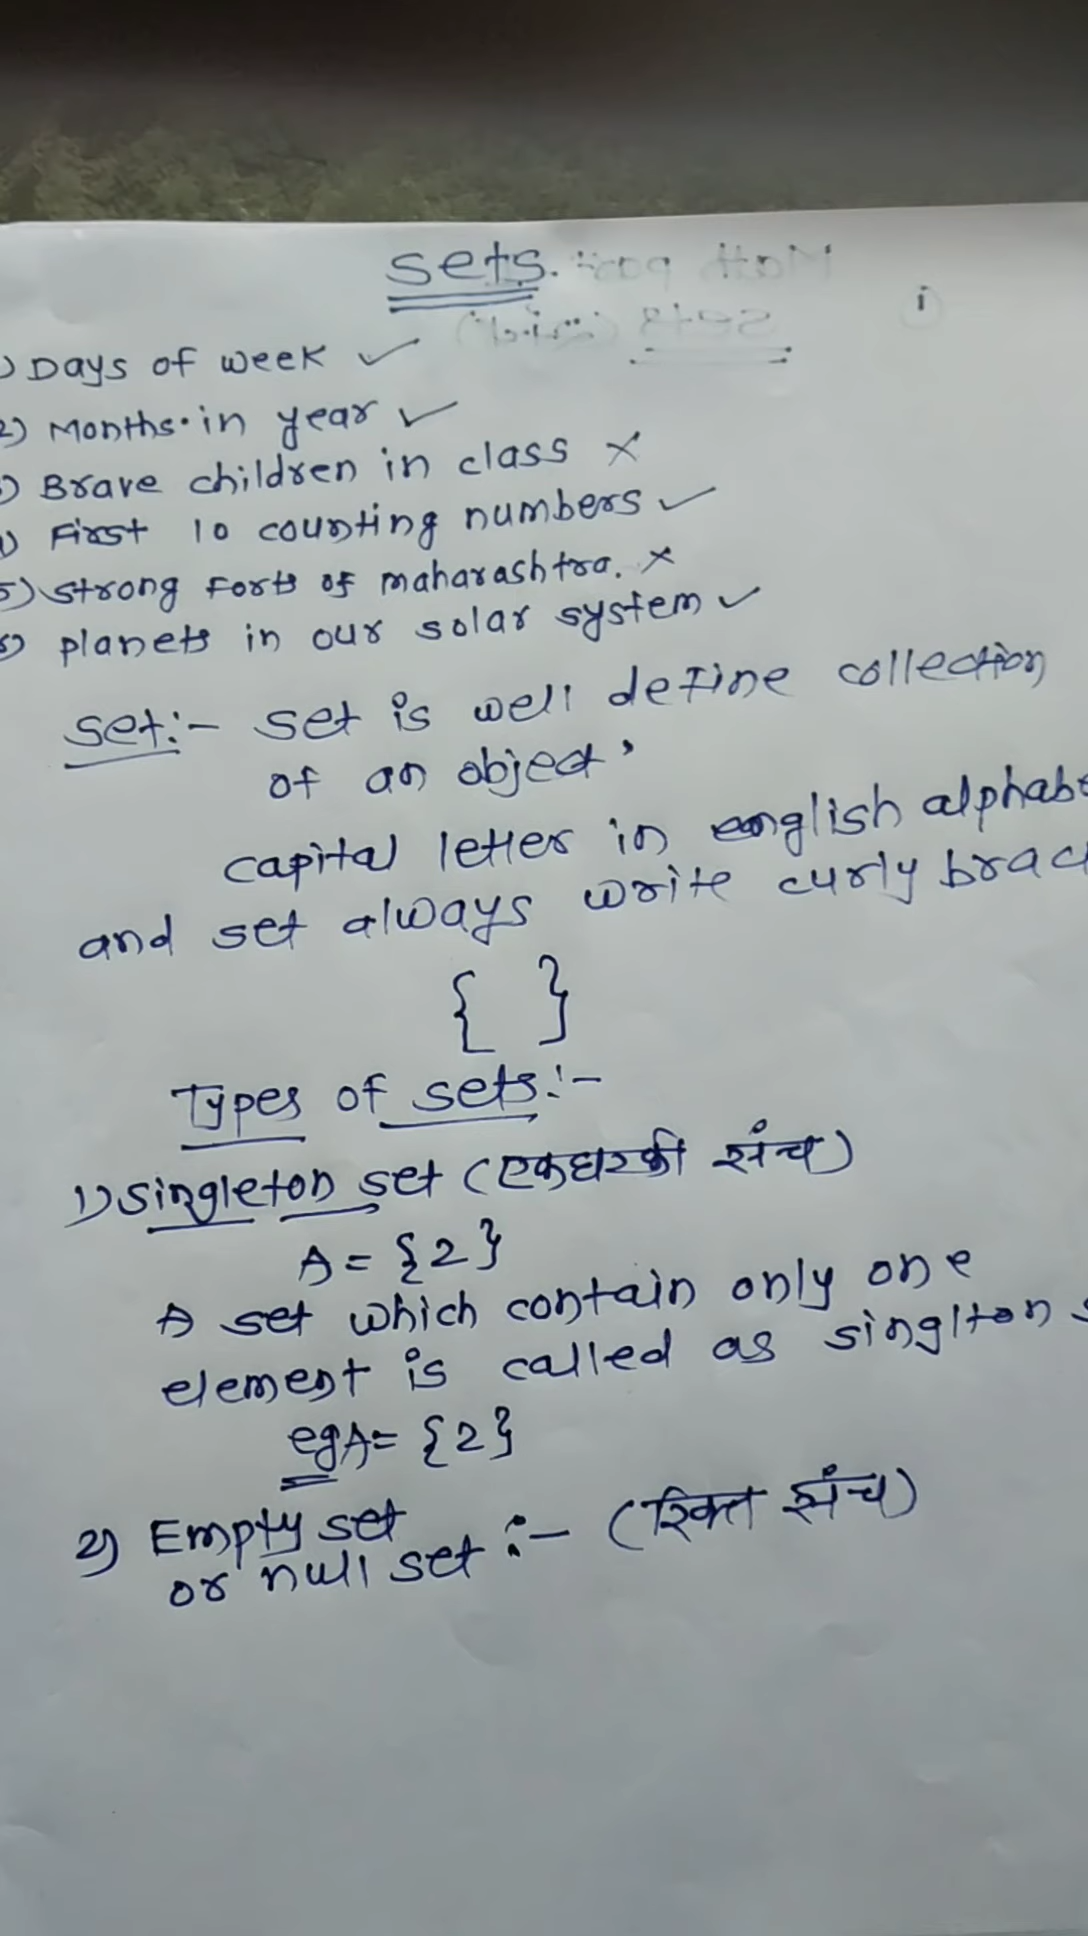 sets.
Days of week ✓
2) Months in year ✓
Brave children in class ×
First 10 counting numbers ✓
5) strong forts of maharashtra. ×
planets in our solar system ✓
set:- set is well define collection
of an object
capital letter in english
and set always write curly
{ }
Types of sets:-
1) singleton set (एकघटकी संच)
A = {2}
A set which contain only one
element is called as singlton
eg A = {2}
2) Empty set
or null set :- (रिक्त संच)